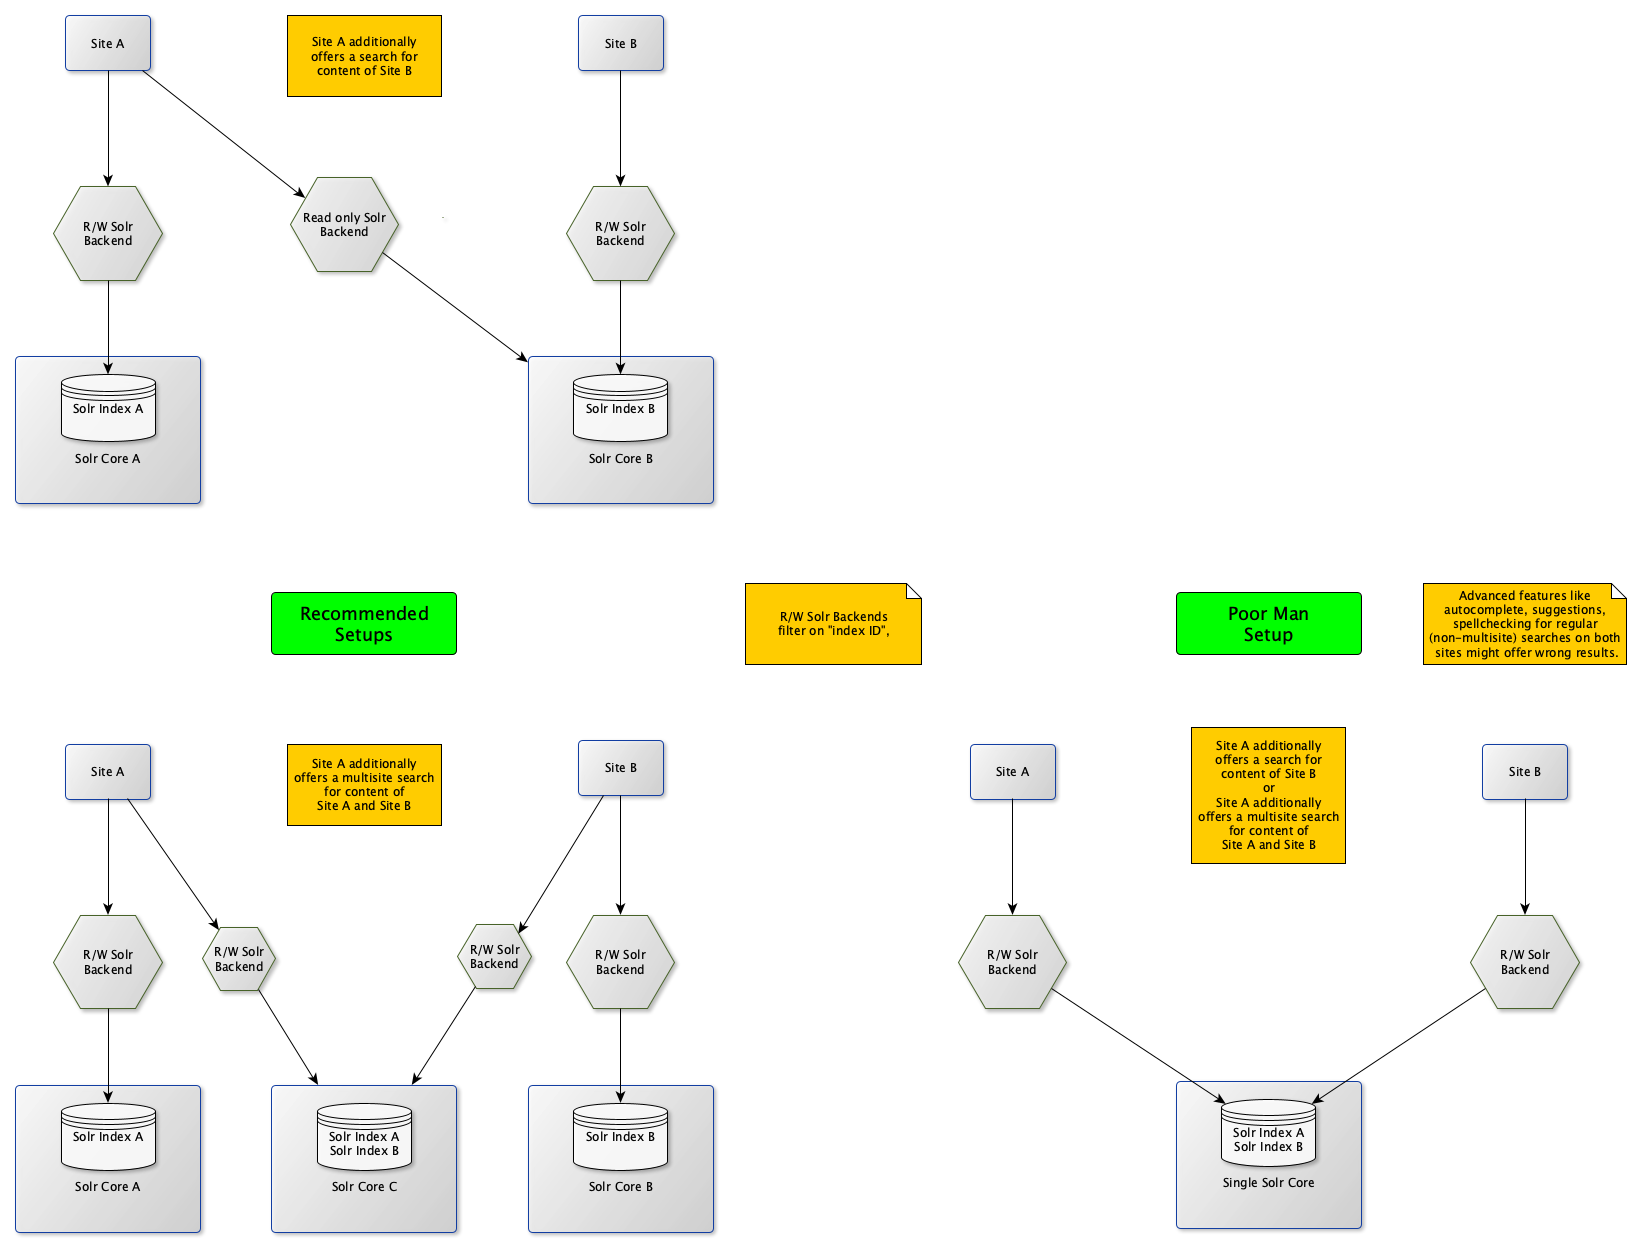 Site A
Site A additionally
offers a search for
content of Site B
Site B
R/W Solr
Backend
Read only Solr
Backend
R/W Solr
Backend
Solr Index A
Solr Core A
Solr Index B
Solr Core B
Recommended
Setups
R/W Solr Backends
filter on "index ID",
Poor Man
Setup
Advanced features like
autocomplete, suggestions,
spellchecking for regular
(non-multisite) searches on both
sites might offer wrong results.
Site A
Site A additionally
offers a multisite search
for content of
Site A and Site B
Site B
Site A
Site A additionally
offers a search for
content of Site B
or
Site A additionally
offers a multisite search
for content of
Site A and Site B
Site B
R/W Solr
Backend
R/W Solr
Backend
R/W Solr
Backend
R/W Solr
Backend
R/W Solr
Backend
R/W Solr
Backend
Solr Index A
Solr Core A
Solr Index A
Solr Index B
Solr Core C
Solr Index B
Solr Core B
Solr Index A
Solr Index B
Single Solr Core